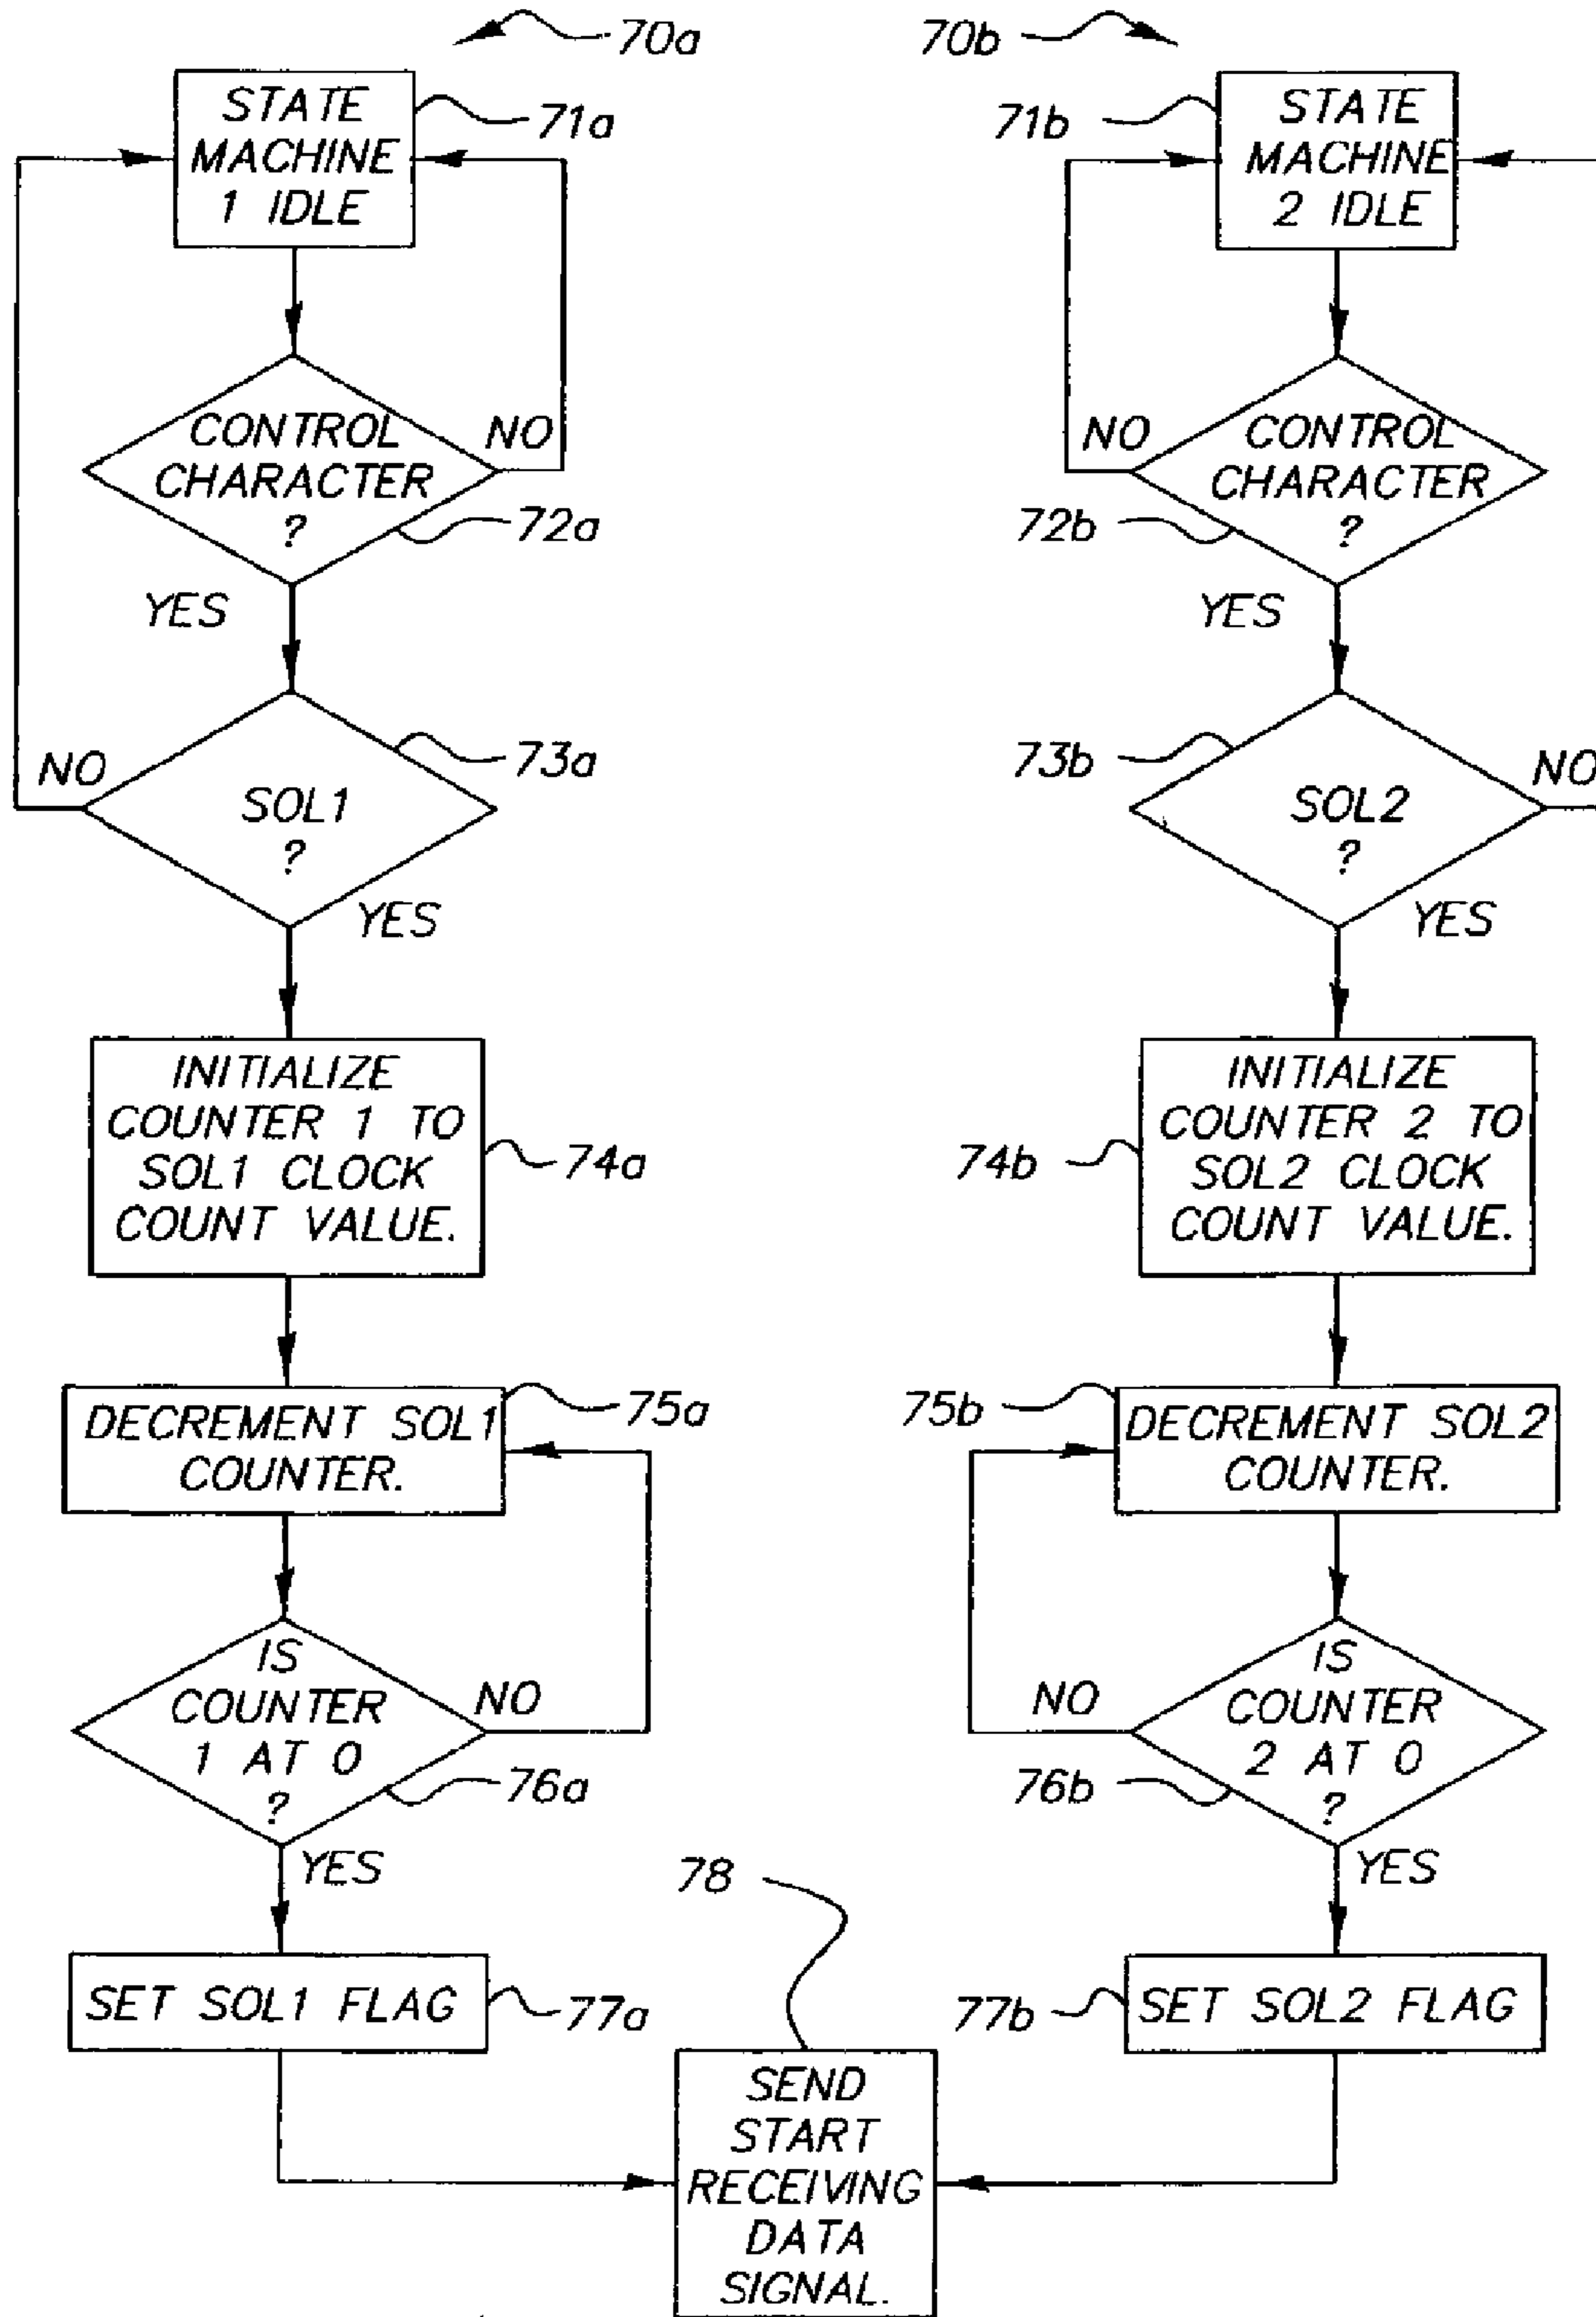 70a
70b
STATE
MACHINE
1 IDLE
71a
71b
STATE
MACHINE
2 IDLE
CONTROL
CHARACTER
?
NO
72a
YES
NO
CONTROL
CHARACTER
?
72b
YES
73a
NO
SOL1
?
YES
73b
NO
SOL2
?
YES
INITIALIZE
COUNTER 1 TO
SOL1 CLOCK
COUNT VALUE.
74a
74b
INITIALIZE
COUNTER 2 TO
SOL2 CLOCK
COUNT VALUE.
DECREMENT SOL1
COUNTER.
75a
75b
DECREMENT SOL2
COUNTER.
IS
COUNTER
1 AT 0
?
NO
76a
YES
NO
IS
COUNTER
2 AT 0
?
76b
YES
78
SET SOL1 FLAG
77a
77b
SET SOL2 FLAG
SEND
START
RECEIVING
DATA
SIGNAL.